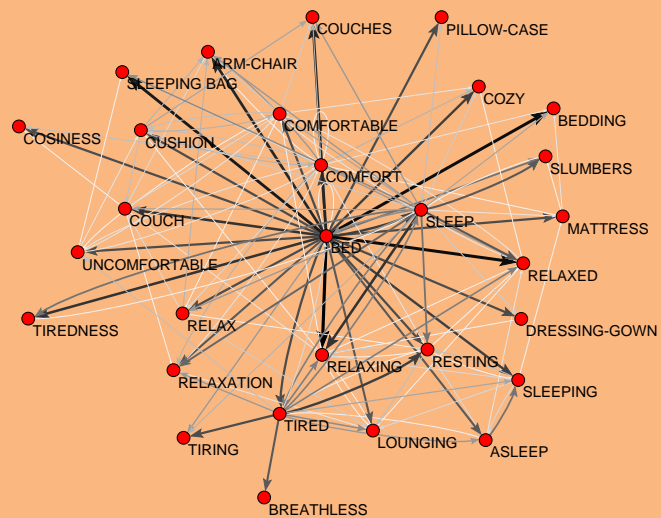 COUCHES
PILLOW-CASE
ARM-CHAIR
SLEEPING BAG
COZY
BEDDING
COMFORTABLE
COSINESS
CUSHION
SLUMBERS
COMFORT
COUCH
SLEEP
MATTRESS
BED
UNCOMFORTABLE
RELAXED
TIREDNESS
RELAX
DRESSING-GOWN
RELAXING
RESTING
RELAXATION
SLEEPING
TIRED
TIRING
LOUNGING
ASLEEP
BREATHLESS